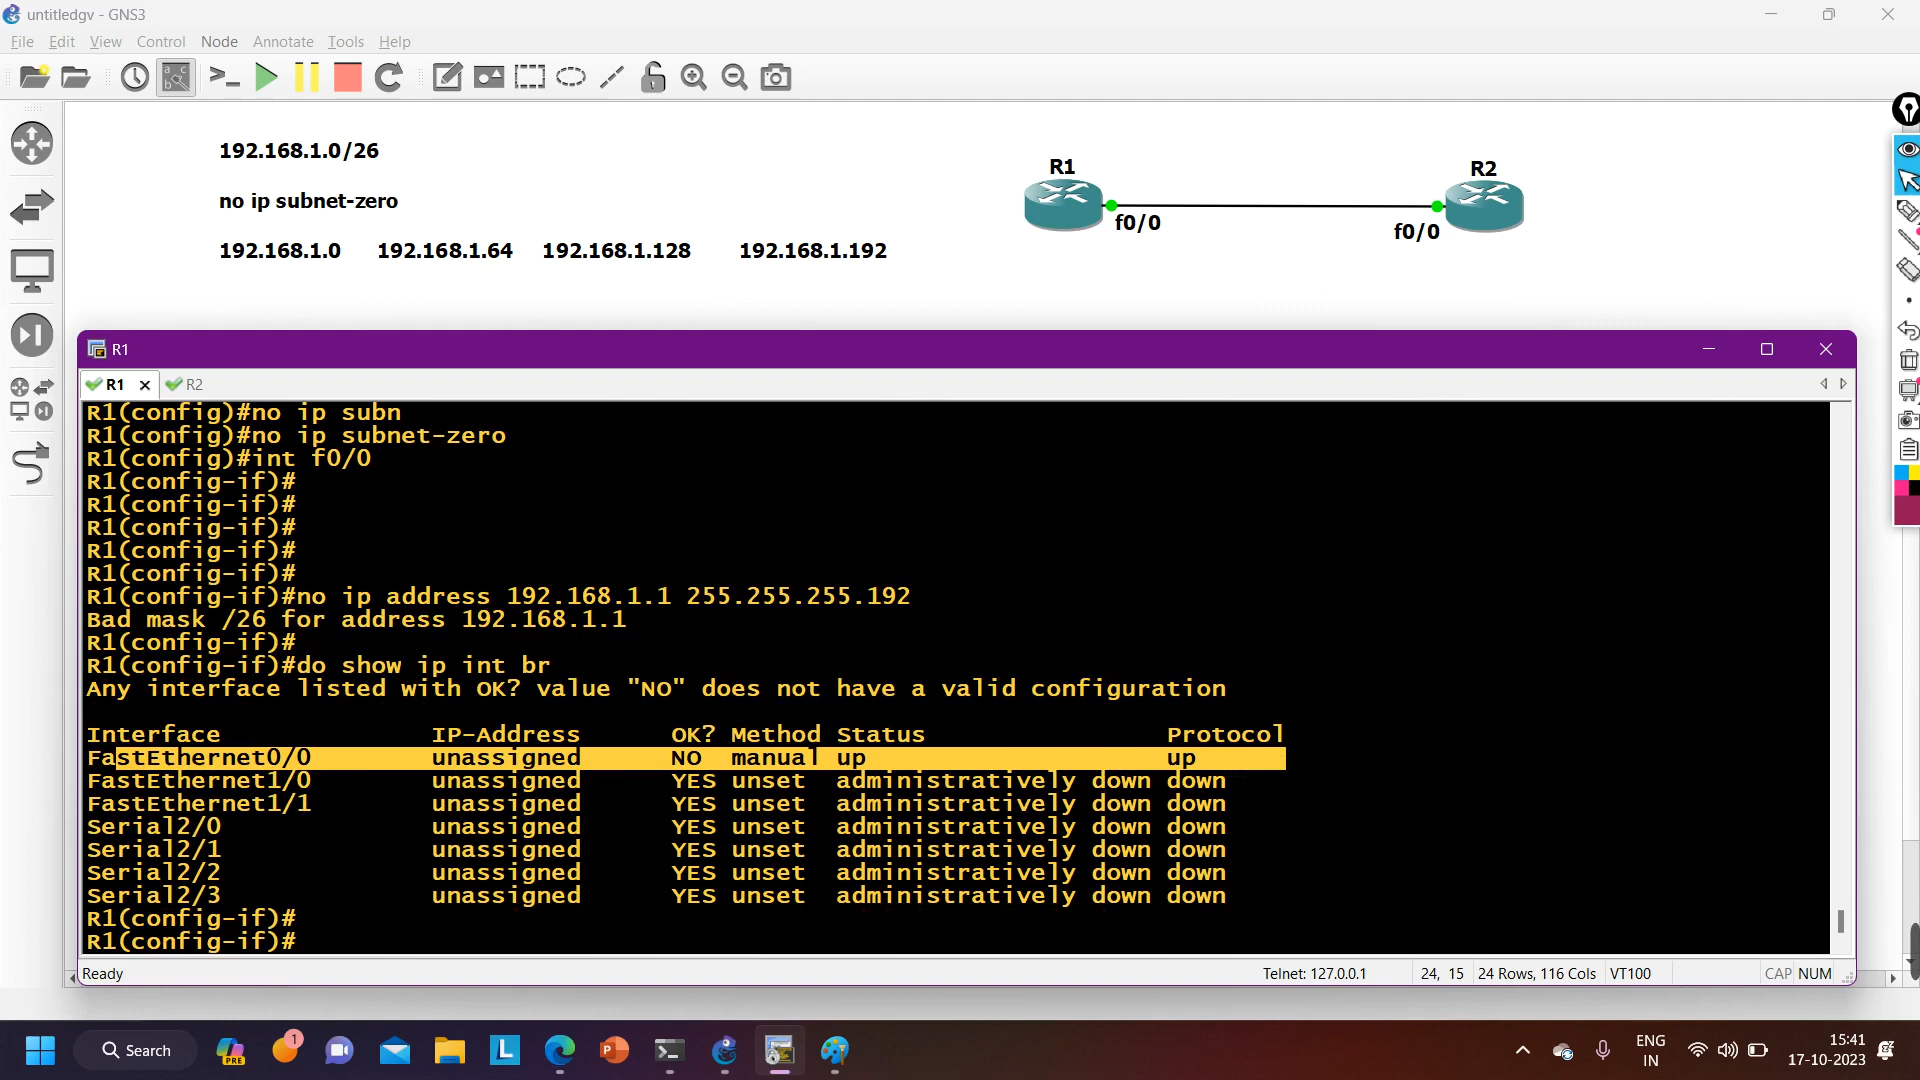 untitledgv - GNS3
File Edit View Control Node Annotate Tools Help
192.168.1.0/26
no ip subnet-zero
192.168.1.0 192.168.1.64 192.168.1.128 192.168.1.192
R1 R2
f0/0 f0/0
R1
R1 R2
R1(config)#no ip subn
R1(config)#no ip subnet-zero
R1(config)#int f0/0
R1(config-if)#
R1(config-if)#
R1(config-if)#
R1(config-if)#
R1(config-if)#
R1(config-if)#no ip address 192.168.1.1 255.255.255.192
Bad mask /26 for address 192.168.1.1
R1(config-if)#
R1(config-if)#do show ip int br
Any interface listed with OK? value "NO" does not have a valid configuration
Interface IP-Address OK? Method Status Protocol
FastEthernet0/0 unassigned NO manual up up
FastEthernet1/0 unassigned YES unset administratively down down
FastEthernet1/1 unassigned YES unset administratively down down
Serial2/0 unassigned YES unset administratively down down
Serial2/1 unassigned YES unset administratively down down
Serial2/2 unassigned YES unset administratively down down
Serial2/3 unassigned YES unset administratively down down
R1(config-if)#
R1(config-if)#
Ready Telnet: 127.0.0.1 24, 15 24 Rows, 116 Cols VT100 CAP NUM
Search PRE 1 L P ENG IN 15:41
17-10-2023